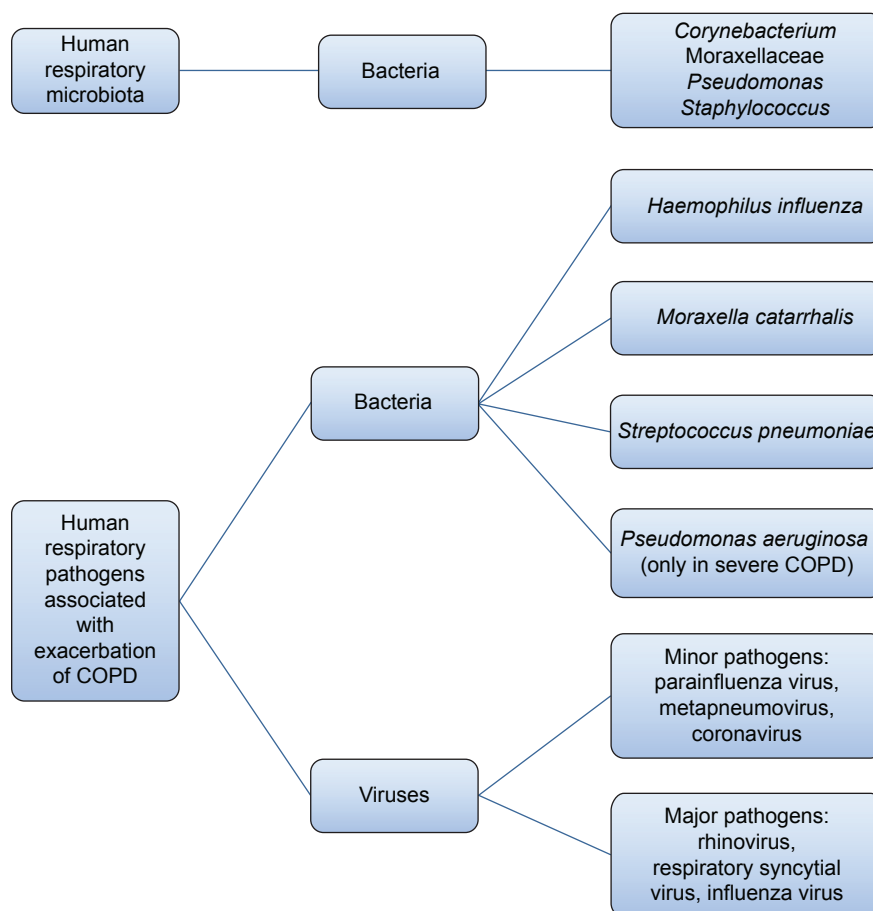 Human
respiratory
microbiota
Bacteria
Corynebacterium
Moraxellaceae
Pseudomonas
Staphylococcus
Human
respiratory
pathogens
associated
with
exacerbation
of COPD
Bacteria
Haemophilus influenza
Moraxella catarrhalis
Streptococcus pneumoniae
Pseudomonas aeruginosa
(only in severe COPD)
Viruses
Minor pathogens:
parainfluenza virus,
metapneumovirus,
coronavirus
Major pathogens:
rhinovirus,
respiratory syncytial
virus, influenza virus